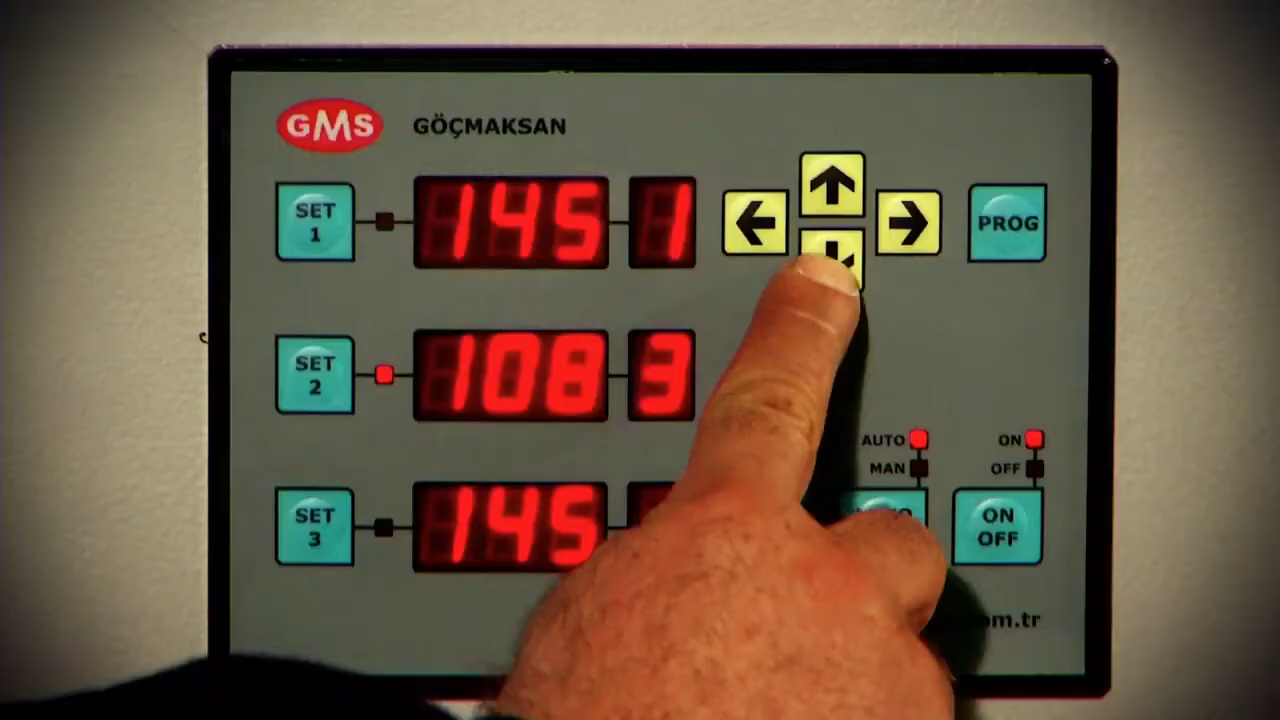 GMS GÖÇMAKSAN
SET 1 145 1 PROG
SET 2 108 3
AUTO ON
MAN OFF
SET 3 145 ON OFF
om.tr